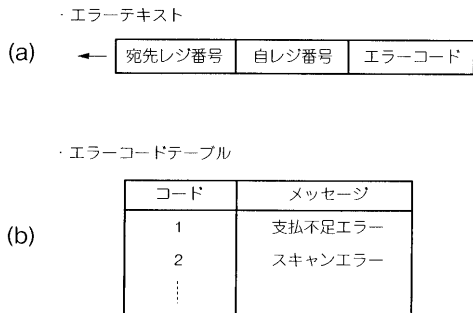 ・エラーテキスト
(a) ← 宛先レジ番号 自レジ番号 エラーコード
・エラーコードテーブル
(b)
コード メッセージ
1 支払不足エラー
2 スキャンエラー
⋮